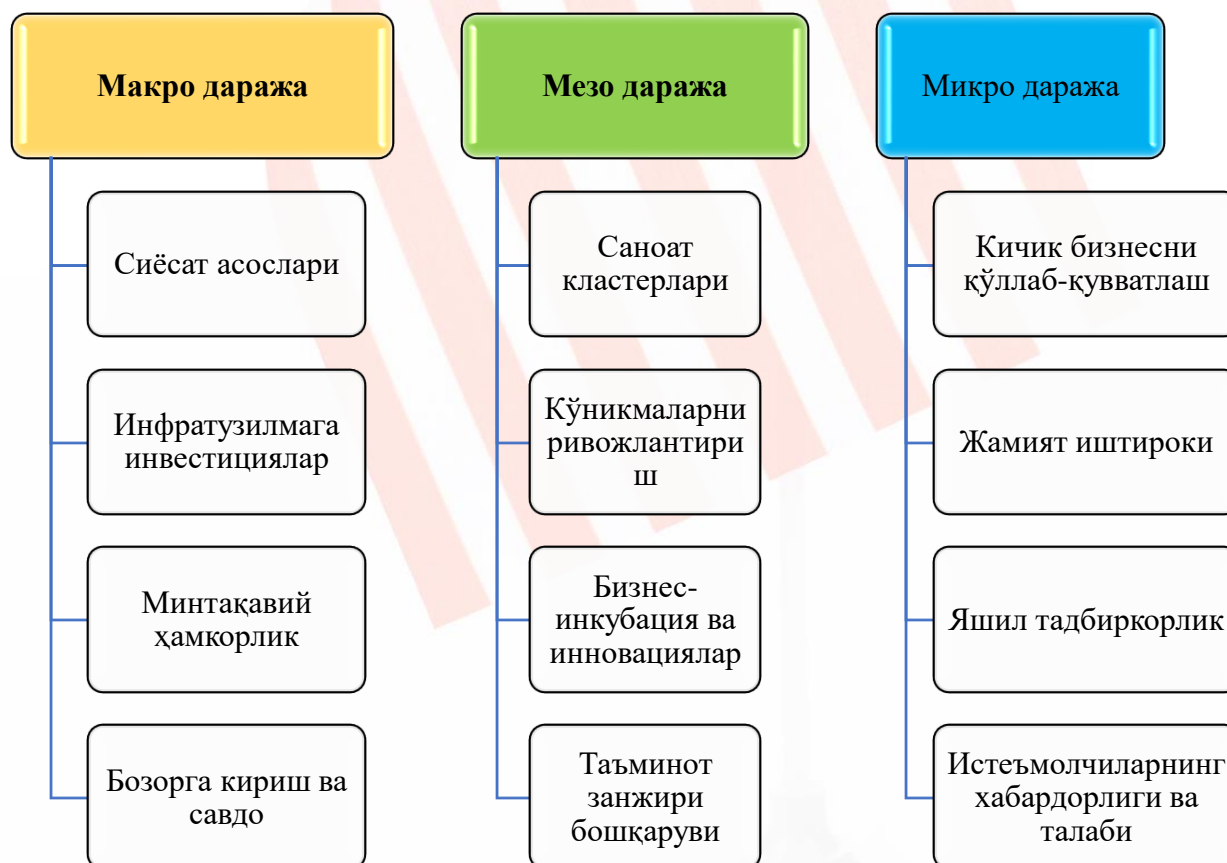 Макро даража
Сиёсат асослари
Инфратузилмага
инвестициялар
Минтақавий
ҳамкорлик
Бозорга кириш ва
савдо
Мезо даража
Саноат
кластерлари
Кўникмаларни
ривожлантири
ш
Бизнес-
инкубация ва
инновациялар
Таъминот
занжири
бошқаруви
Микро даража
Кичик бизнесни
қўллаб-қувватлаш
Жамият иштироки
Яшил тадбиркорлик
Истеъмолчиларнинг
хабардорлиги ва
талаби